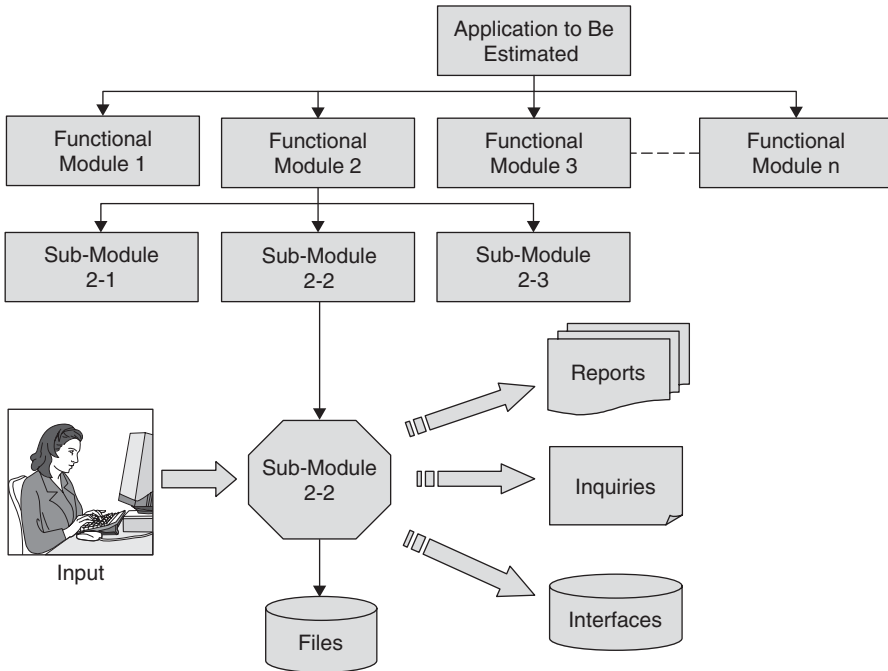 Application to Be
Estimated
Functional
Module 1
Functional
Module 2
Functional
Module 3
Functional
Module n
Sub-Module
2-1
Sub-Module
2-2
Sub-Module
2-3
Reports
Sub-Module
2-2
Inquiries
Input
Files
Interfaces